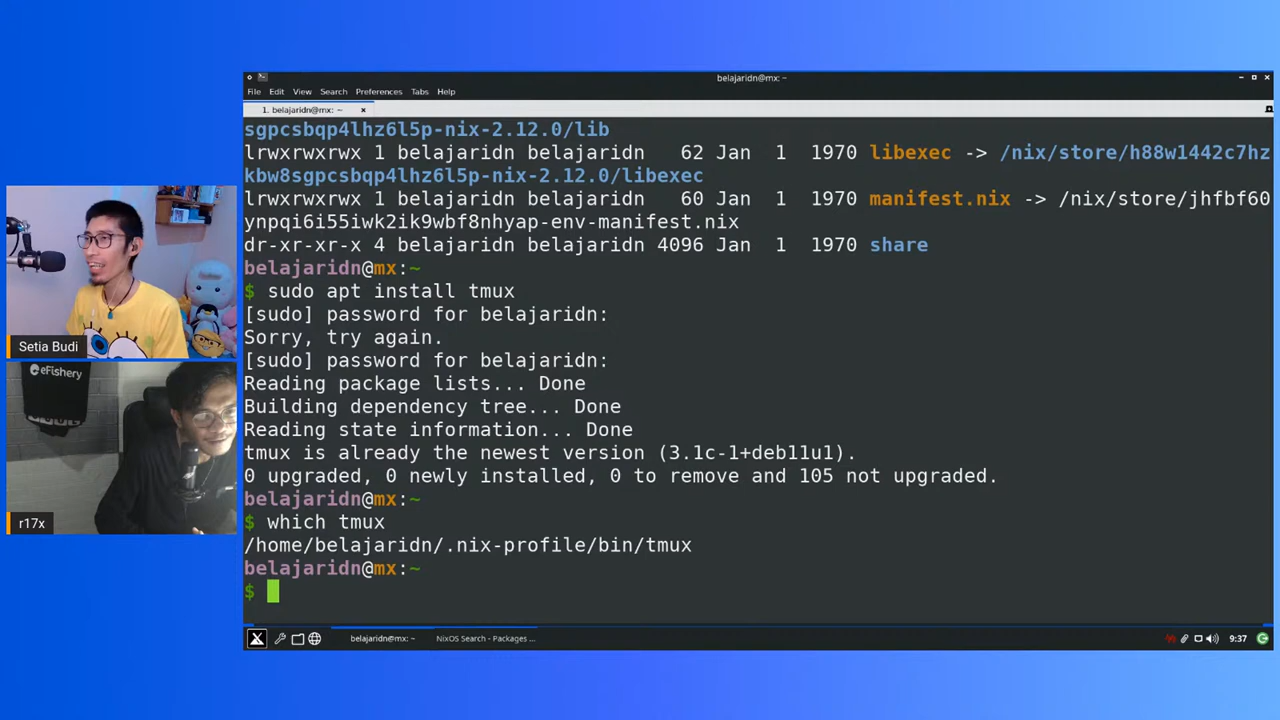 belajaridn@mx: ~
File Edit View Search Preferences Tabs Help
1. belajaridn@mx: ~
sgpcsbqp4lhz6l5p-nix-2.12.0/lib
lrwxrwxrwx 1 belajaridn belajaridn 62 Jan 1 1970 libexec -> /nix/store/h88w1442c7hz
kbw8sgpcsbqp4lhz6l5p-nix-2.12.0/libexec
lrwxrwxrwx 1 belajaridn belajaridn 60 Jan 1 1970 manifest.nix -> /nix/store/jhfbf60
ynpqi6i55iwk2ik9wbf8nhyap-env-manifest.nix
dr-xr-xr-x 4 belajaridn belajaridn 4096 Jan 1 1970 share
belajaridn@mx:~
$ sudo apt install tmux
[sudo] password for belajaridn:
Sorry, try again.
[sudo] password for belajaridn:
Reading package lists... Done
Building dependency tree... Done
Reading state information... Done
tmux is already the newest version (3.1c-1+deb11u1).
0 upgraded, 0 newly installed, 0 to remove and 105 not upgraded.
belajaridn@mx:~
$ which tmux
/home/belajaridn/.nix-profile/bin/tmux
belajaridn@mx:~
$
Setia Budi
eFishery
r17x
belajaridn@mx: ~
NixOS Search - Packages ...
9:37